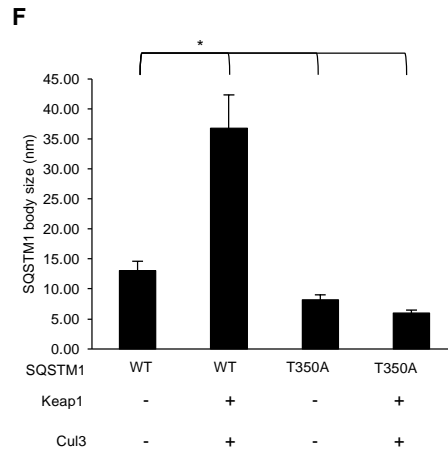 F
*
45.00
40.00
35.00
30.00
25.00
20.00
15.00
10.00
5.00
0.00
SQSTM1 body size (nm)
SQSTM1 WT WT T350A T350A
Keap1 - + - +
Cul3 - + - +